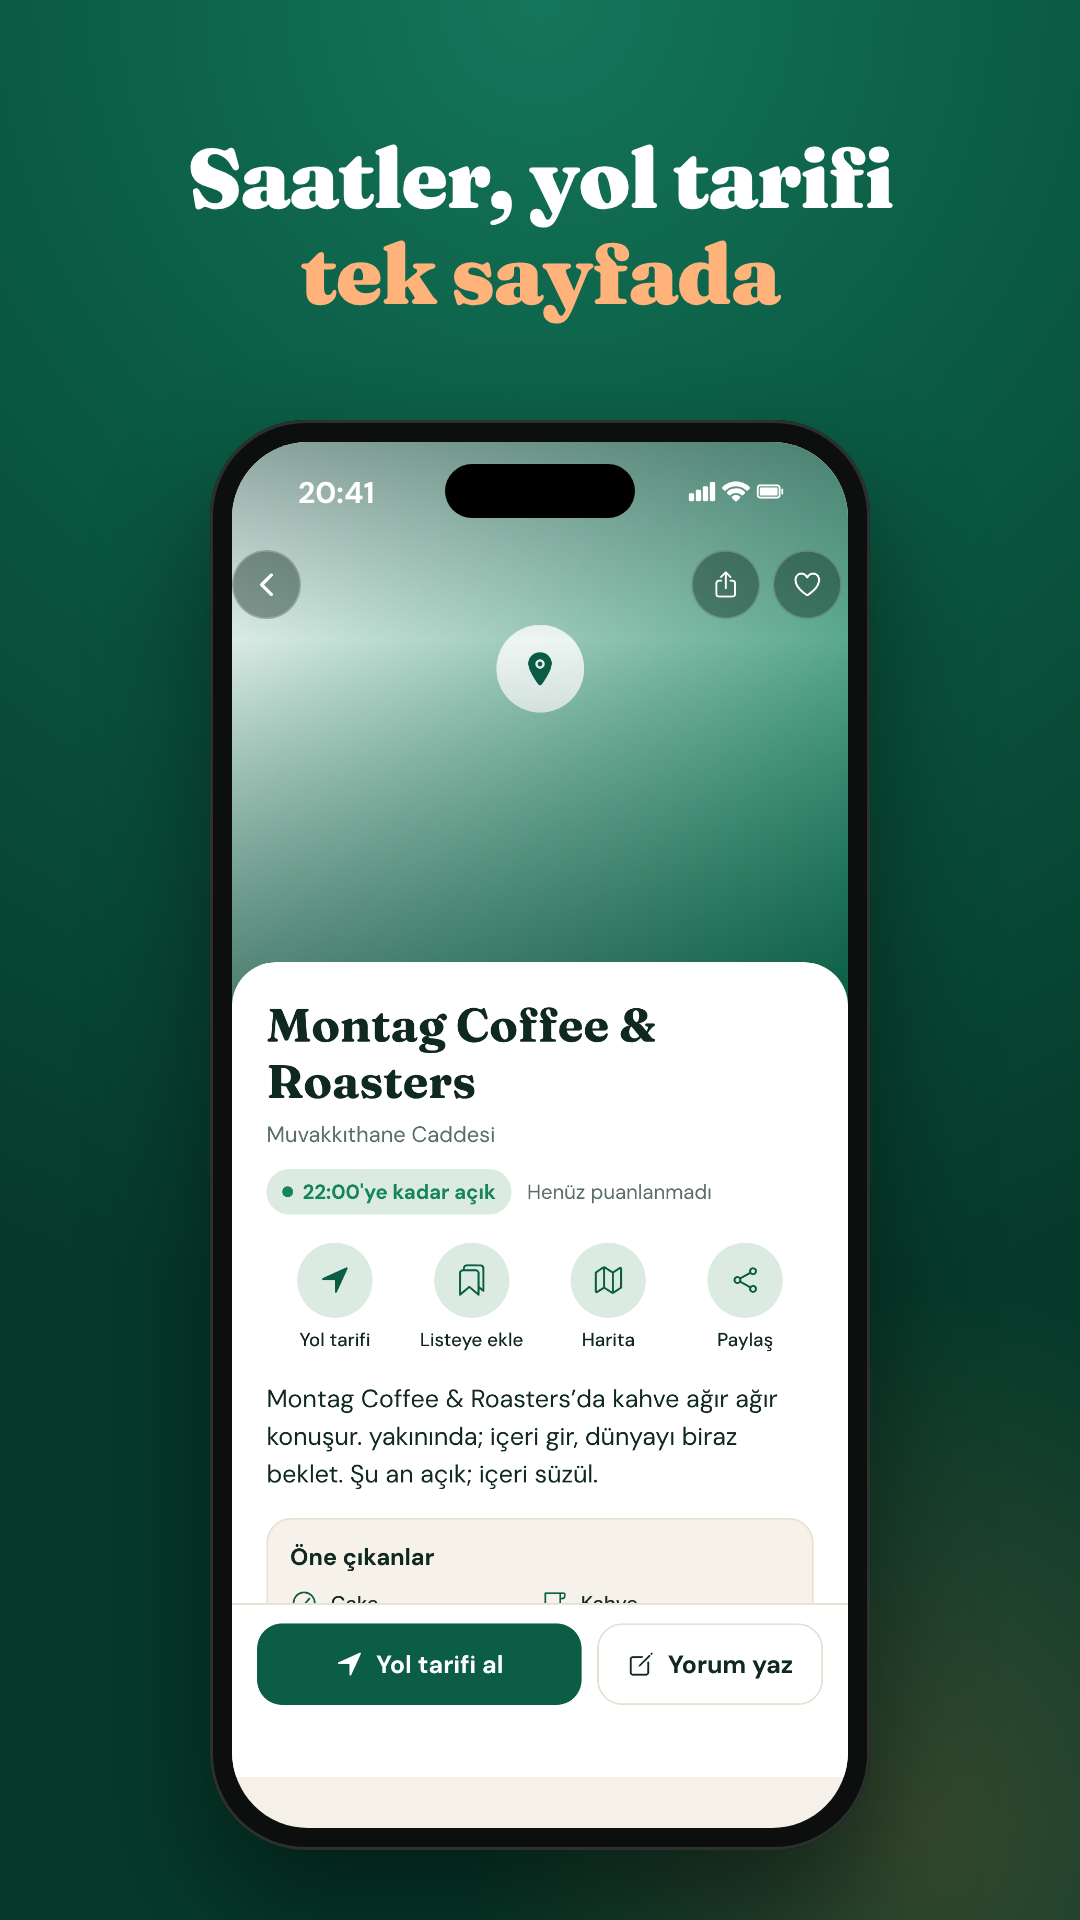 Saatler, yol tarifi
tek sayfada
20:41
Montag Coffee &
Roasters
Muvakkıthane Caddesi
22:00'ye kadar açık
Henüz puanlanmadı
Yol tarifi
Listeye ekle
Harita
Paylaş
Montag Coffee & Roasters’da kahve ağır ağır
konuşur. yakınında; içeri gir, dünyayı biraz
beklet. Şu an açık; içeri süzül.
Öne çıkanlar
Cake
Kahve
Yol tarifi al
Yorum yaz